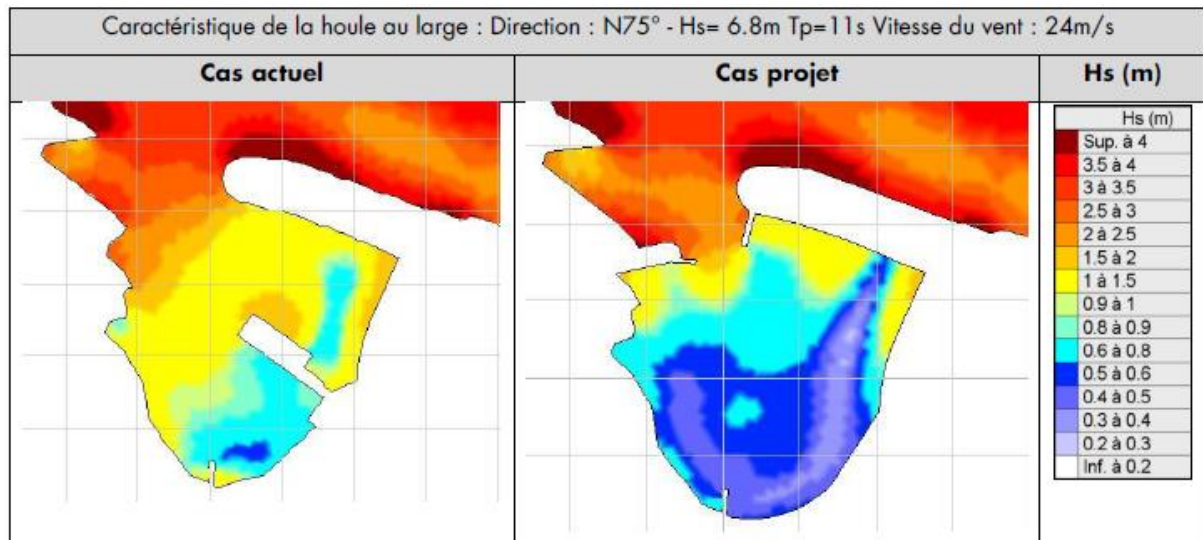 Caractéristique de la houle au large : Direction : N75° - Hs= 6.8m Tp=11s Vitesse du vent : 24m/s
Cas actuel
Cas projet
Hs (m)
Hs (m)
Sup. à 4
3.5 à 4
3 à 3.5
2.5 à 3
2 à 2.5
1.5 à 2
1 à 1.5
0.9 à 1
0.8 à 0.9
0.6 à 0.8
0.5 à 0.6
0.4 à 0.5
0.3 à 0.4
0.2 à 0.3
Inf. à 0.2